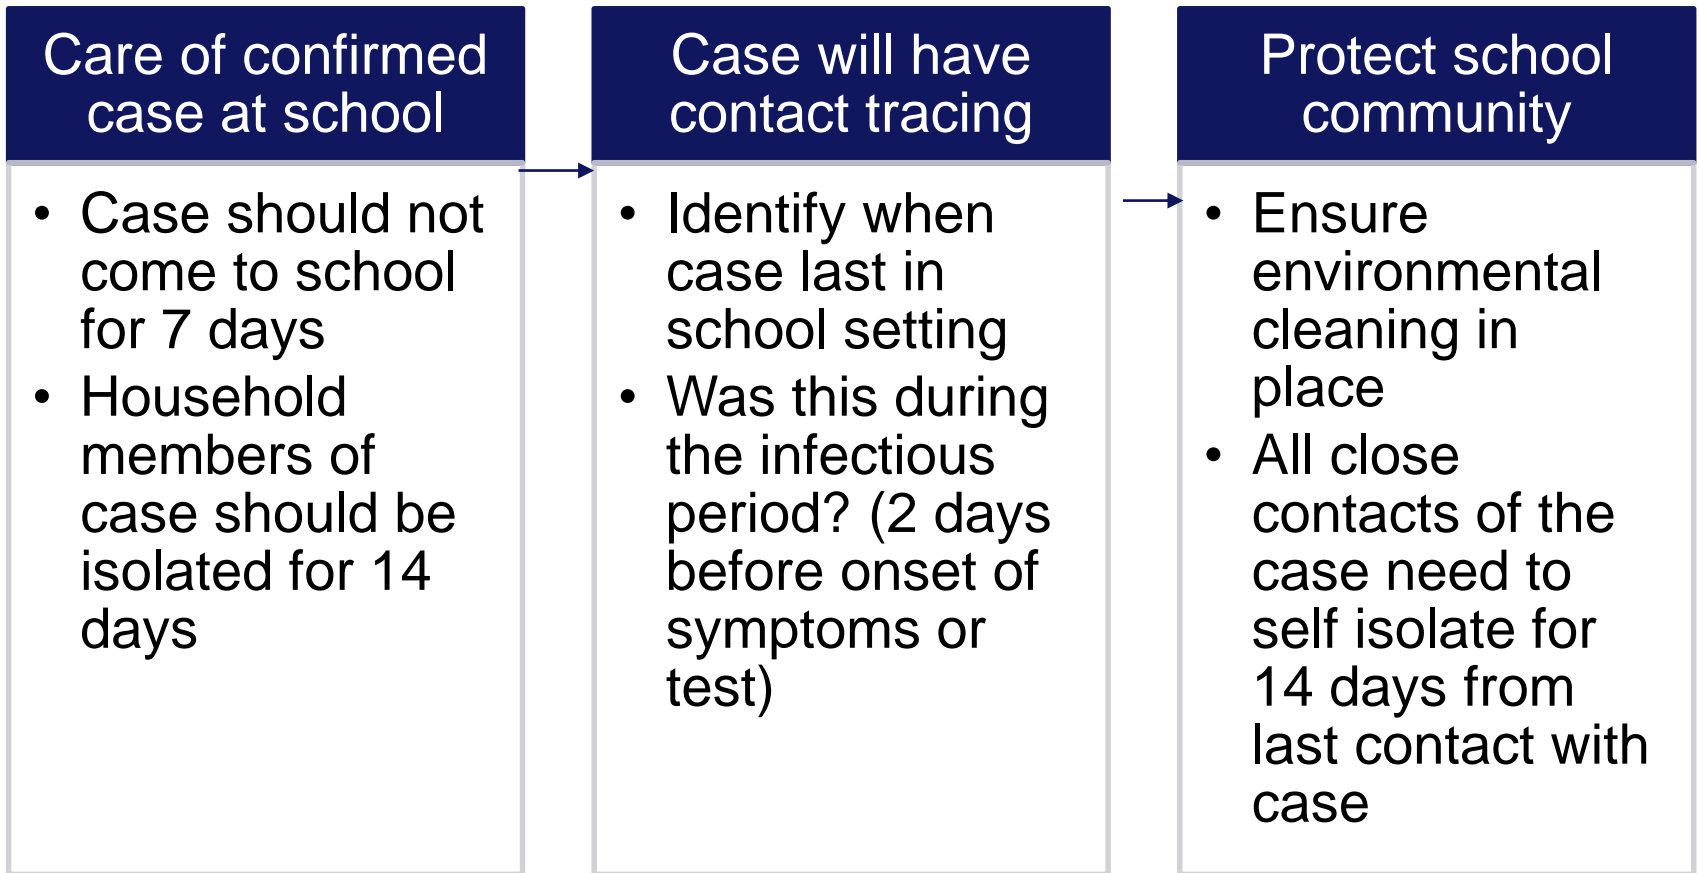 Care of confirmed
case at school
• Case should not
come to school
for 7 days
• Household
members of
case should be
isolated for 14
days
Case will have
contact tracing
• Identify when
case last in
school setting
• Was this during
the infectious
period? (2 days
before onset of
symptoms or
test)
Protect school
community
• Ensure
environmental
cleaning in
place
• All close
contacts of the
case need to
self isolate for
14 days from
last contact with
case